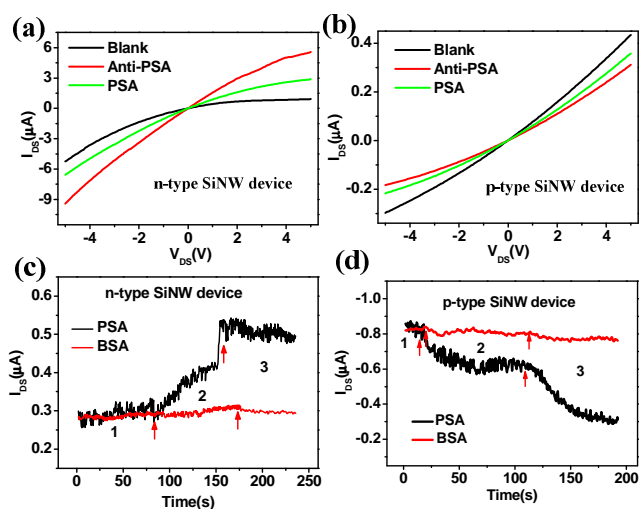 (a)
6
3
0
-3
-6
-9
I_DS(μA)
Blank
Anti-PSA
PSA
n-type SiNW device
-4 -2 0 2 4
V_DS(V)
(b)
0.4
0.2
0.0
-0.2
I_DS(μA)
Blank
Anti-PSA
PSA
p-type SiNW device
-4 -2 0 2 4
V_DS(V)
(c)
n-type SiNW device
0.6
0.5
0.4
0.3
0.2
I_DS(μA)
PSA
BSA
1
2
3
0 50 100 150 200 250
Time(s)
(d)
p-type SiNW device
-1.0
-0.8
-0.6
-0.4
-0.2
I_DS(μA)
1
2
3
PSA
BSA
0 50 100 150 200
Time(s)